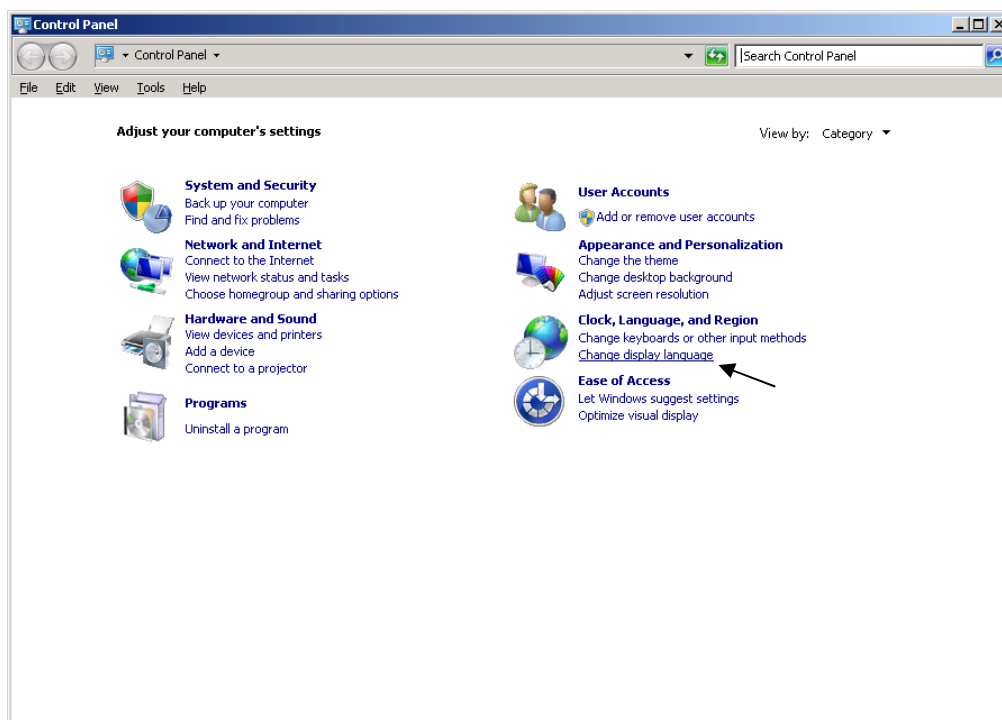 Control Panel
Control Panel
Search Control Panel
File Edit View Tools Help
Adjust your computer's settings
View by: Category
System and Security
Back up your computer
Find and fix problems
Network and Internet
Connect to the Internet
View network status and tasks
Choose homegroup and sharing options
Hardware and Sound
View devices and printers
Add a device
Connect to a projector
Programs
Uninstall a program
User Accounts
Add or remove user accounts
Appearance and Personalization
Change the theme
Change desktop background
Adjust screen resolution
Clock, Language, and Region
Change keyboards or other input methods
Change display language
Ease of Access
Let Windows suggest settings
Optimize visual display